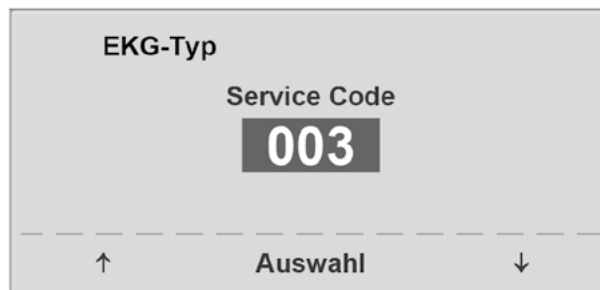 EKG-Typ
Service Code
003
↑ Auswahl ↓